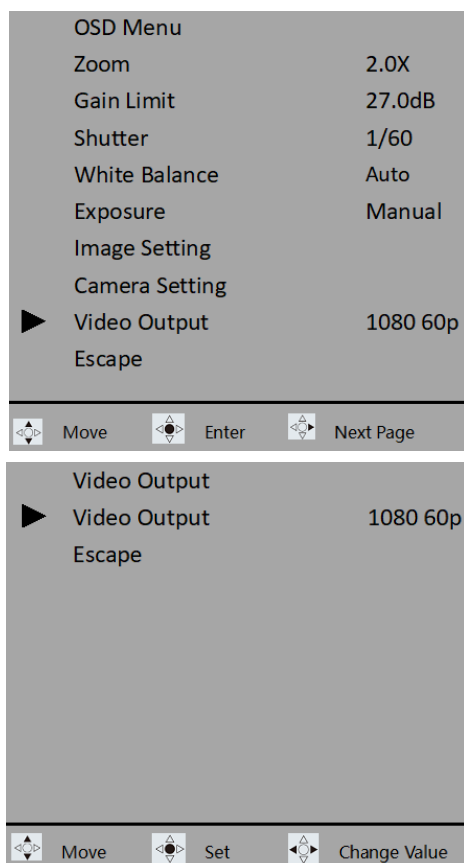 OSD Menu
Zoom 2.0X
Gain Limit 27.0dB
Shutter 1/60
White Balance Auto
Exposure Manual
Image Setting
Camera Setting
Video Output 1080 60p
Escape
Move Enter Next Page
Video Output
Video Output 1080 60p
Escape
Move Set Change Value